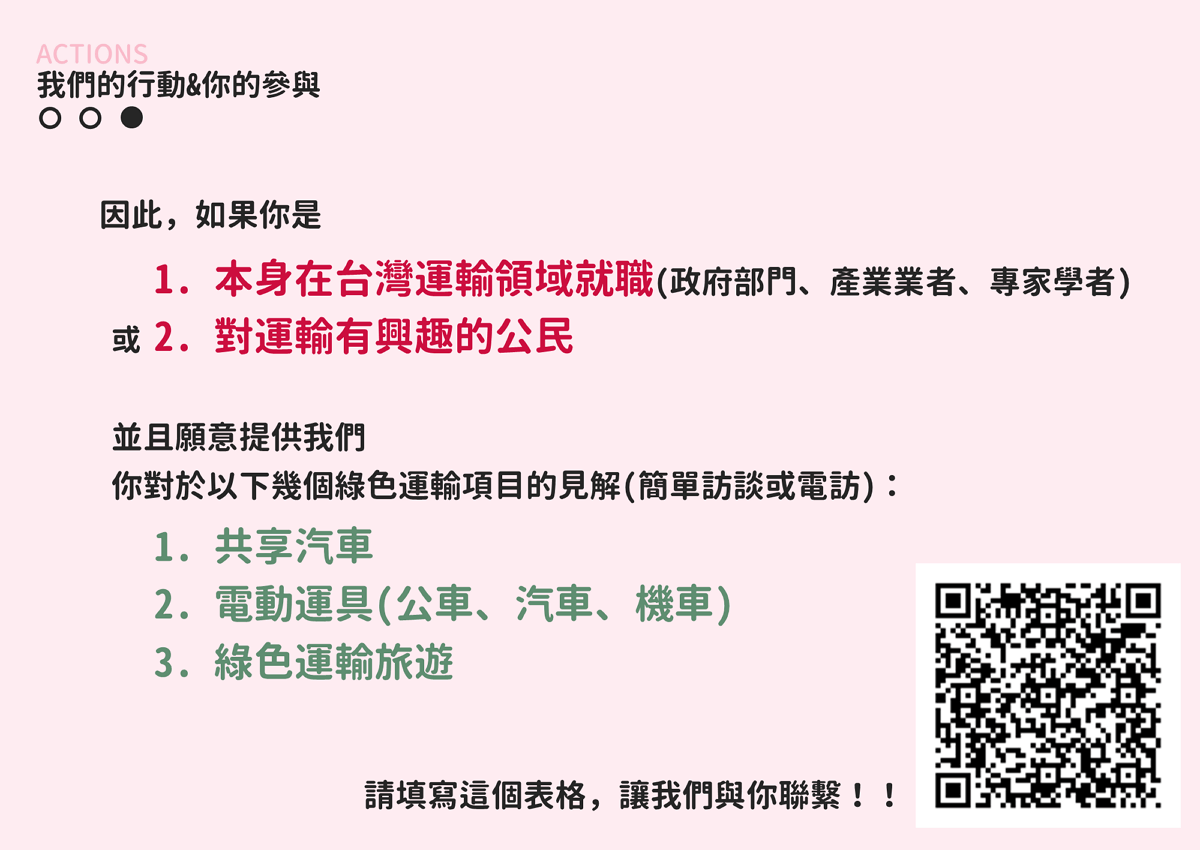 ACTIONS
我們的行動&你的參與
因此，如果你是
1. 本身在台灣運輸領域就職(政府部門、產業業者、專家學者)
或 2. 對運輸有興趣的公民
並且願意提供我們
你對於以下幾個綠色運輸項目的見解(簡單訪談或電訪)：
1. 共享汽車
2. 電動運具(公車、汽車、機車)
3. 綠色運輸旅遊
請填寫這個表格，讓我們與你聯繫！！